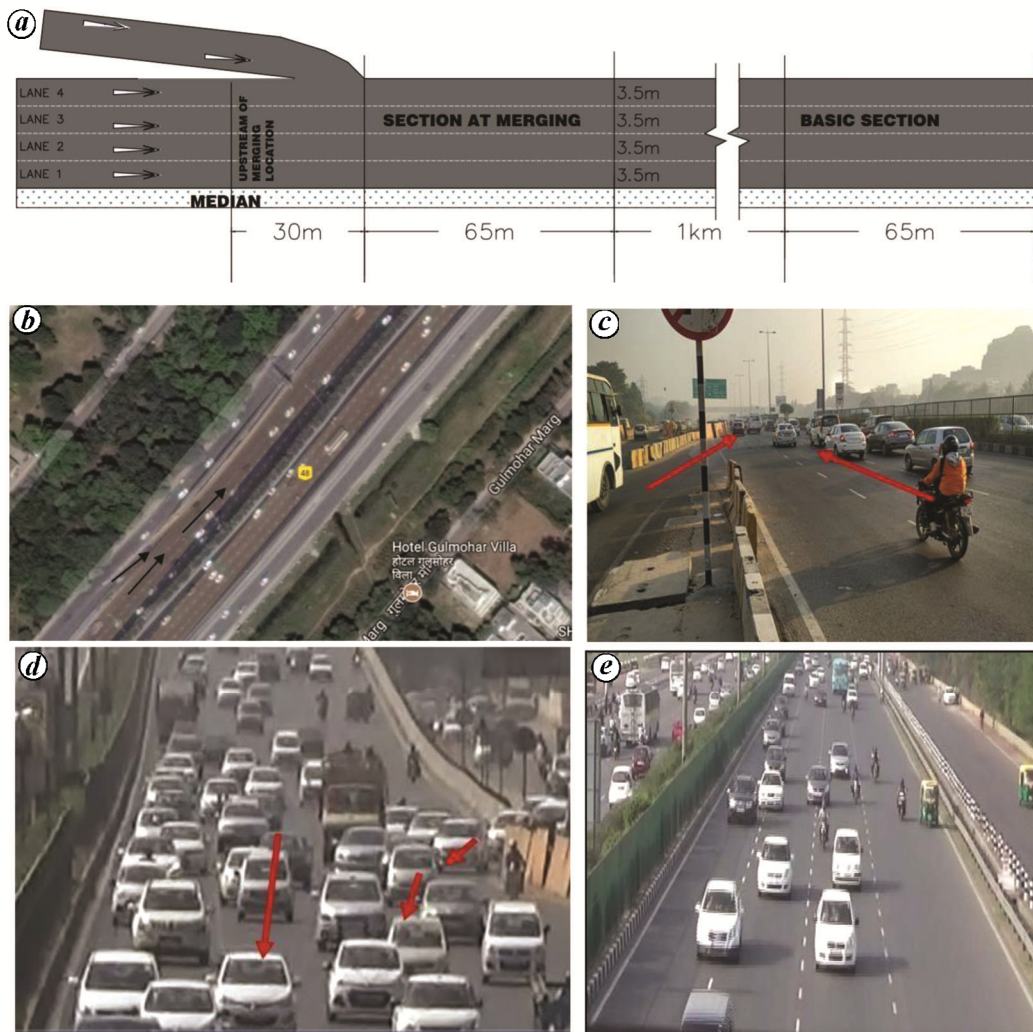 a
LANE 4
LANE 3
LANE 2
LANE 1
UPSTREAM OF
MERGING
LOCATION
SECTION AT MERGING
3.5m
3.5m
3.5m
3.5m
BASIC SECTION
MEDIAN
30m
65m
1km
65m
b
48
Gulmohar Marg
Hotel Gulmohar Villa
होटल गुलमोहर
विला
Marg
SH
c
d
e